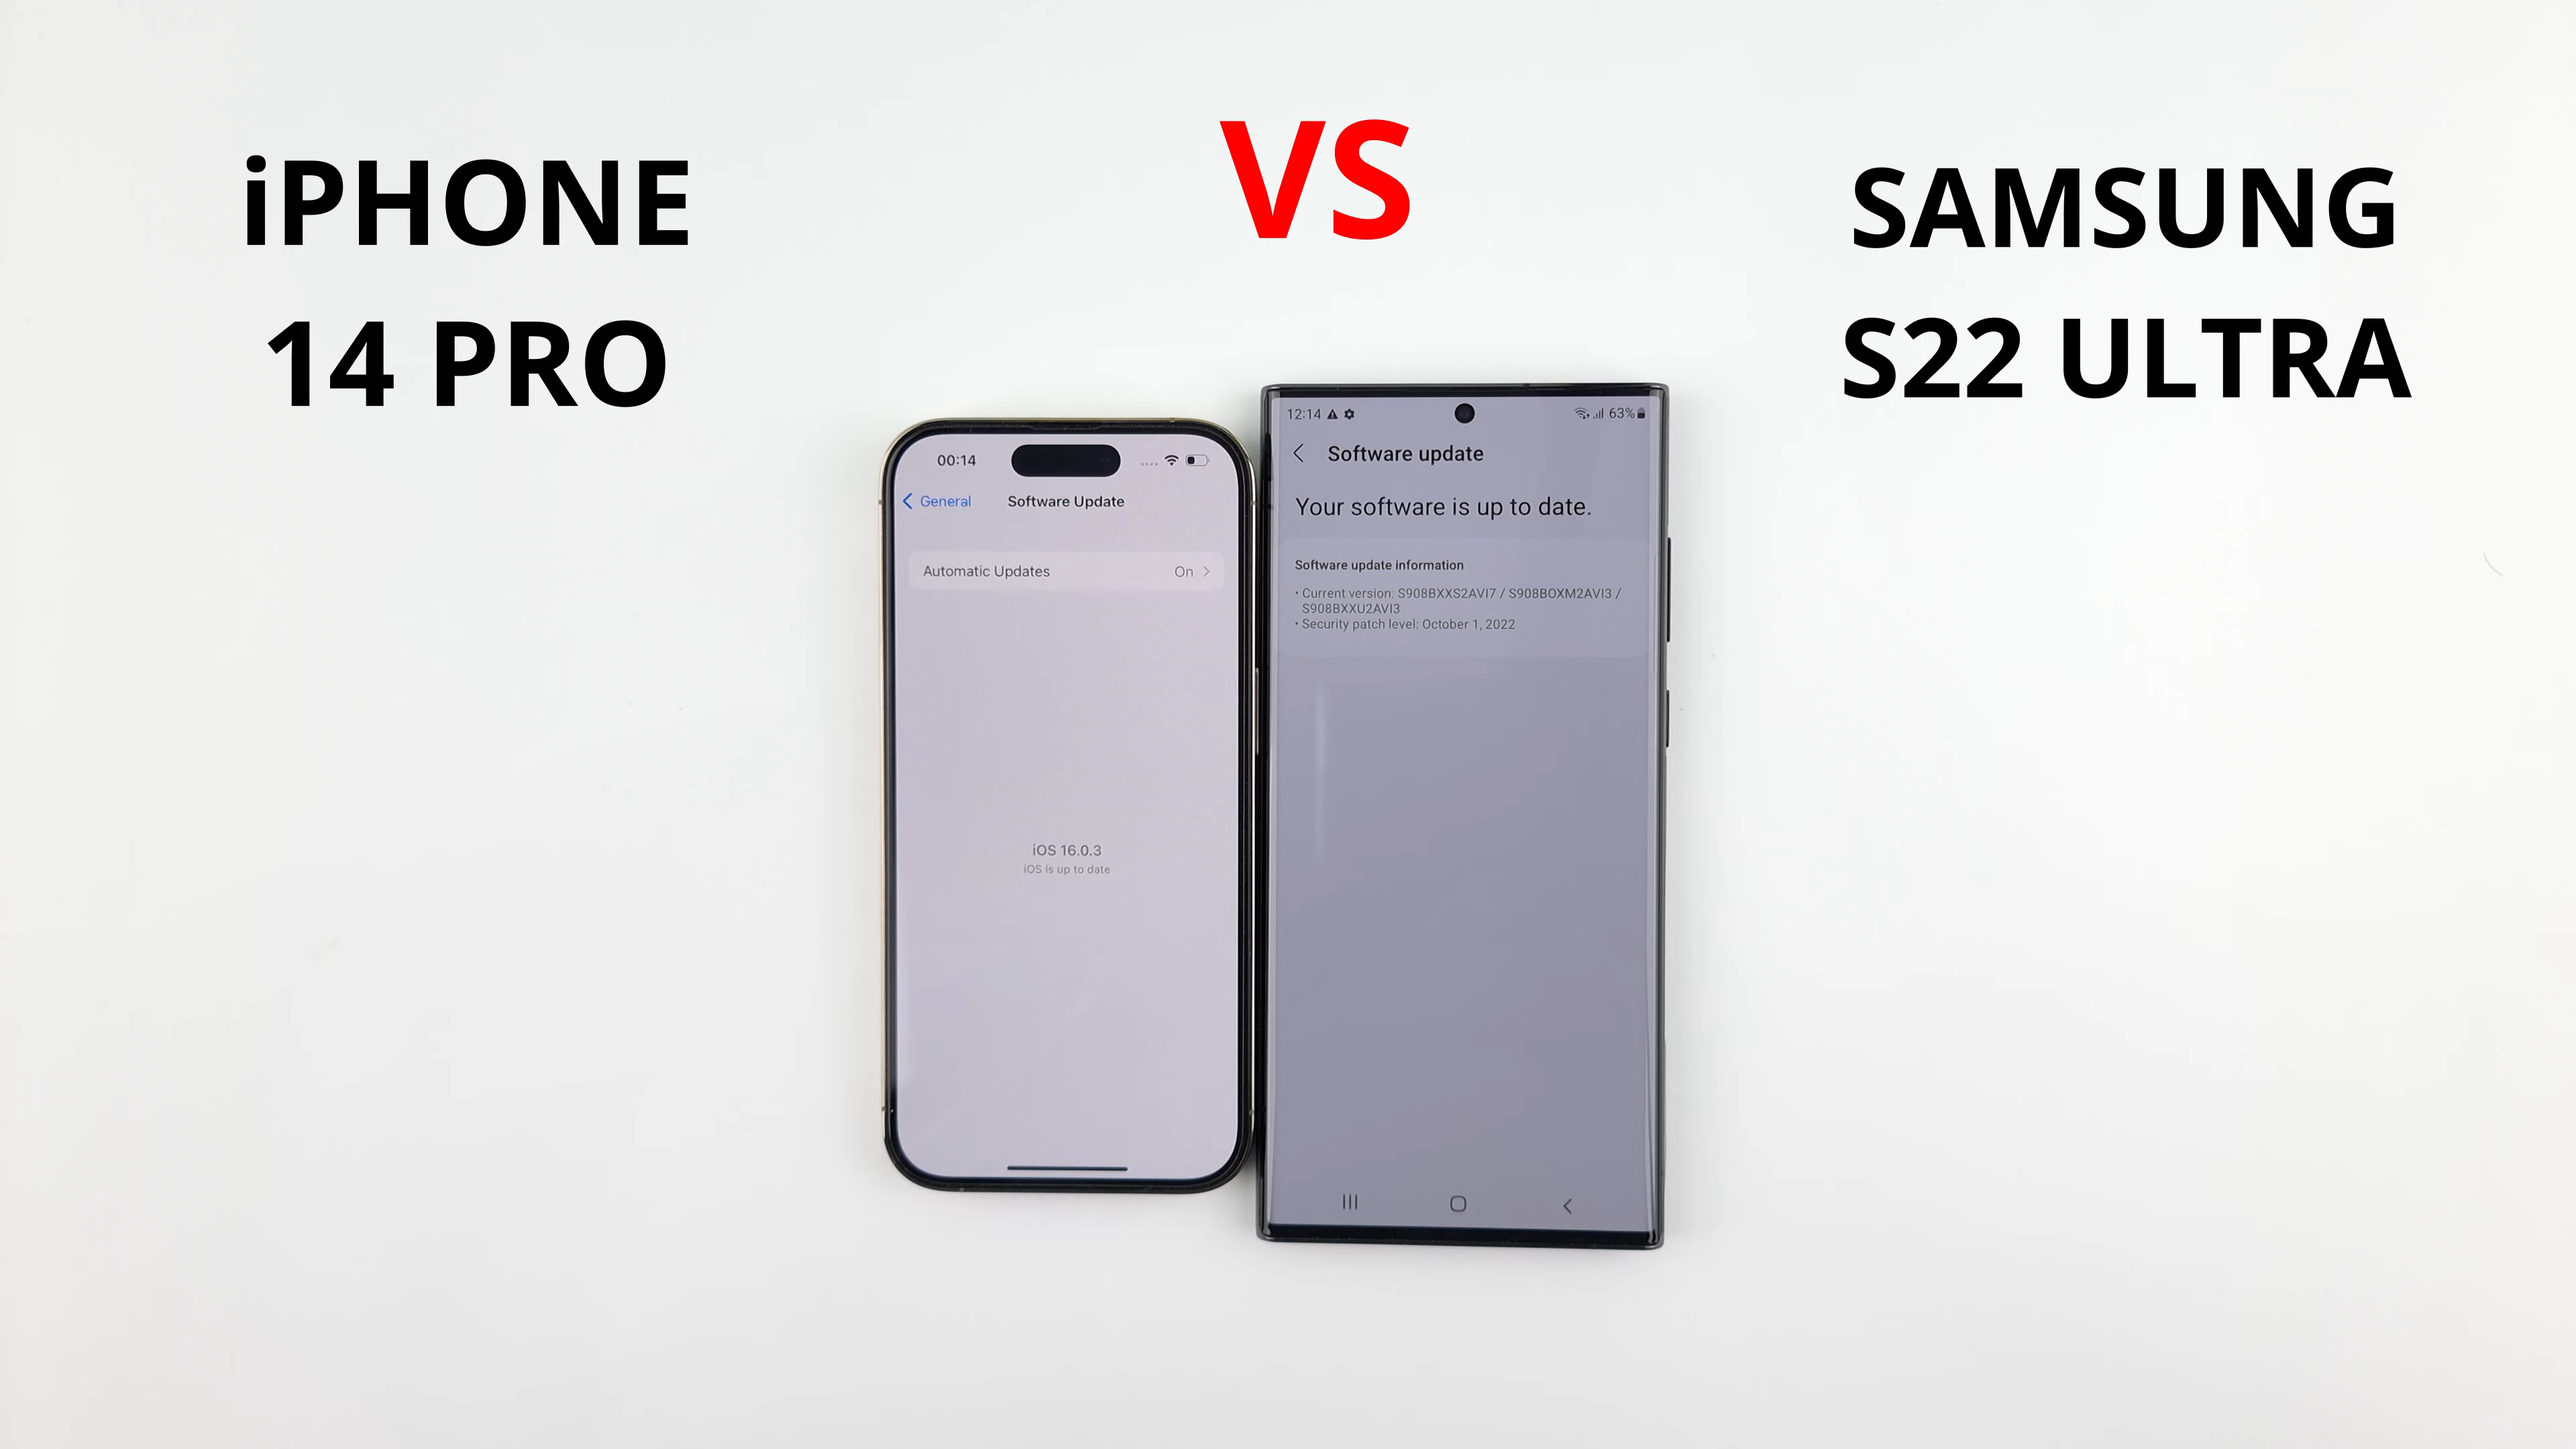 iPHONE
14 PRO
VS
SAMSUNG
S22 ULTRA
00:14
General
Software Update
Automatic Updates On
iOS 16.0.3
iOS is up to date
12:14 63%
Software update
Your software is up to date.
Software update information
• Current version: S908BXXS2AVI7 / S908BOXM2AVI3 /
S908BXXU2AVI3
• Security patch level: October 1, 2022